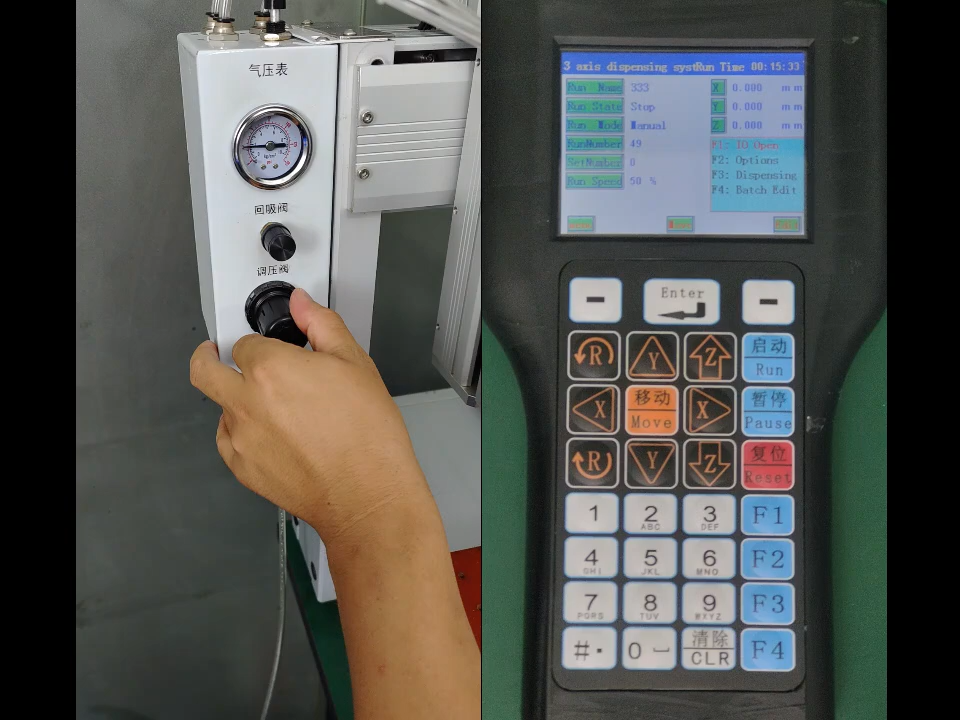 气压表
回吸阀
调压阀
3 axis dispensing systRun Time 00:15:33
Run Name 333 X 0.000 mm
Run State Stop Y 0.000 mm
Run Mode Manual Z 0.000 mm
RunNumber 49 F1: IO Open
SetNumber 0 F2: Options
Run Speed 50 % F3: Dispensing
F4: Batch Edit
Enter
R Y Z 启动
Run
X 移动 X 暂停
Move Pause
R Y Z 复位
Reset
1 2 3 F1
ABC DEF
4 5 6 F2
GHI JKL MNO
7 8 9 F3
PQRS TUV WXYZ
#· 0 清除 F4
CLR